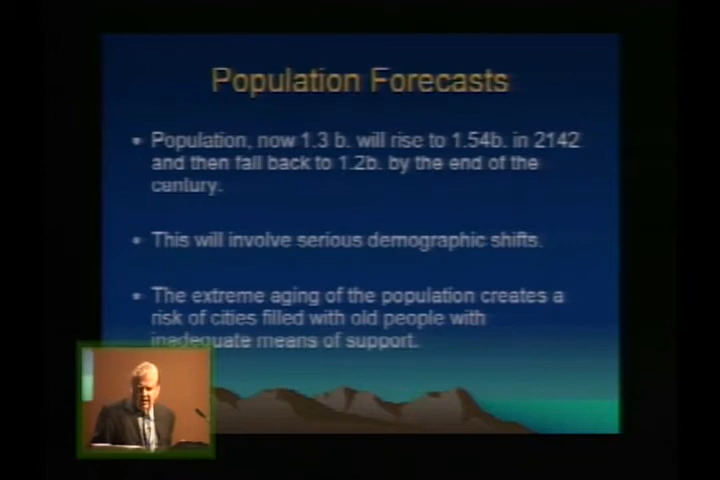 Population Forecasts
• Population, now 1.3 b. will rise to 1.54b. in 2142
and then fall back to 1.2b. by the end of the
century.
• This will involve serious demographic shifts.
• The extreme aging of the population creates a
risk of cities filled with old people with
inadequate means of support.